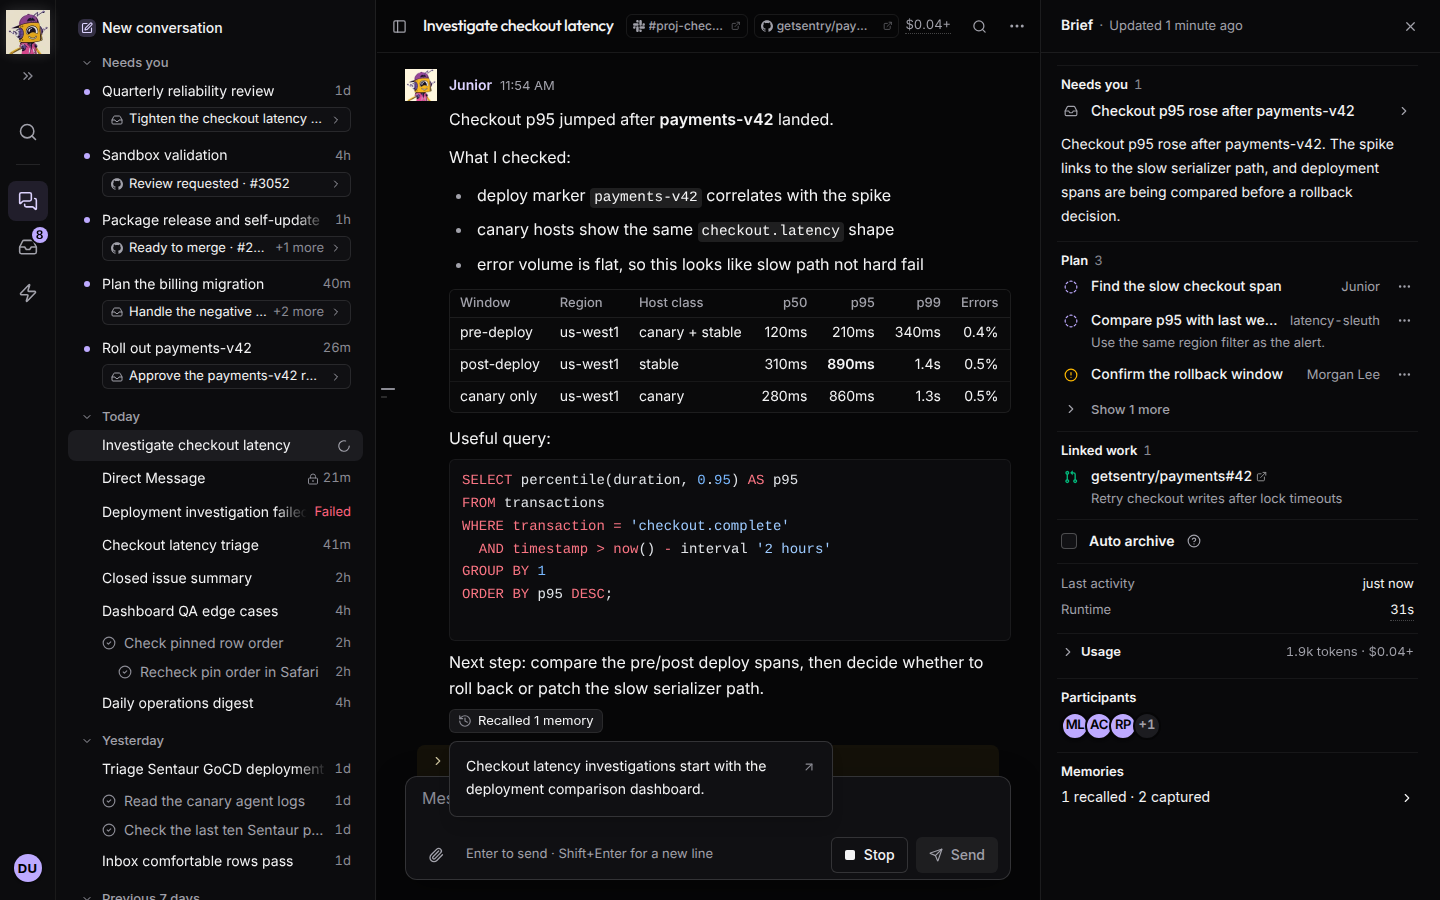 New conversation
Needs you
Quarterly reliability review 1d
Tighten the checkout latency ...
Sandbox validation 4h
Review requested · #3052
Package release and self-update 1h
Ready to merge · #2... +1 more
Plan the billing migration 40m
Handle the negative ... +2 more
Roll out payments-v42 26m
Approve the payments-v42 r...
Today
Investigate checkout latency
Direct Message 21m
Deployment investigation failed Failed
Checkout latency triage 41m
Closed issue summary 2h
Dashboard QA edge cases 4h
Check pinned row order 2h
Recheck pin order in Safari 2h
Daily operations digest 4h
Yesterday
Triage Sentaur GoCD deployment 1d
Read the canary agent logs 1d
Check the last ten Sentaur p... 1d
Inbox comfortable rows pass 1d
Previous 7 days
8
DU
Investigate checkout latency #proj-chec... getsentry/pay... $0.04+
Junior 11:54 AM
Checkout p95 jumped after payments-v42 landed.
What I checked:
deploy marker payments-v42 correlates with the spike
canary hosts show the same checkout.latency shape
error volume is flat, so this looks like slow path not hard fail
Window Region Host class p50 p95 p99 Errors
pre-deploy us-west1 canary + stable 120ms 210ms 340ms 0.4%
post-deploy us-west1 stable 310ms 890ms 1.4s 0.5%
canary only us-west1 canary 280ms 860ms 1.3s 0.5%
Useful query:
SELECT percentile(duration, 0.95) AS p95
FROM transactions
WHERE transaction = 'checkout.complete'
AND timestamp > now() - interval '2 hours'
GROUP BY 1
ORDER BY p95 DESC;
Next step: compare the pre/post deploy spans, then decide whether to
roll back or patch the slow serializer path.
Recalled 1 memory
Checkout latency investigations start with the
deployment comparison dashboard.
Enter to send · Shift+Enter for a new line
Stop
Send
Brief · Updated 1 minute ago
Needs you 1
Checkout p95 rose after payments-v42
Checkout p95 rose after payments-v42. The spike
links to the slow serializer path, and deployment
spans are being compared before a rollback
decision.
Plan 3
Find the slow checkout span Junior
Compare p95 with last we... latency-sleuth
Use the same region filter as the alert.
Confirm the rollback window Morgan Lee
Show 1 more
Linked work 1
getsentry/payments#42
Retry checkout writes after lock timeouts
Auto archive
Last activity just now
Runtime 31s
Usage 1.9k tokens · $0.04+
Participants
ML AC RP +1
Memories
1 recalled · 2 captured